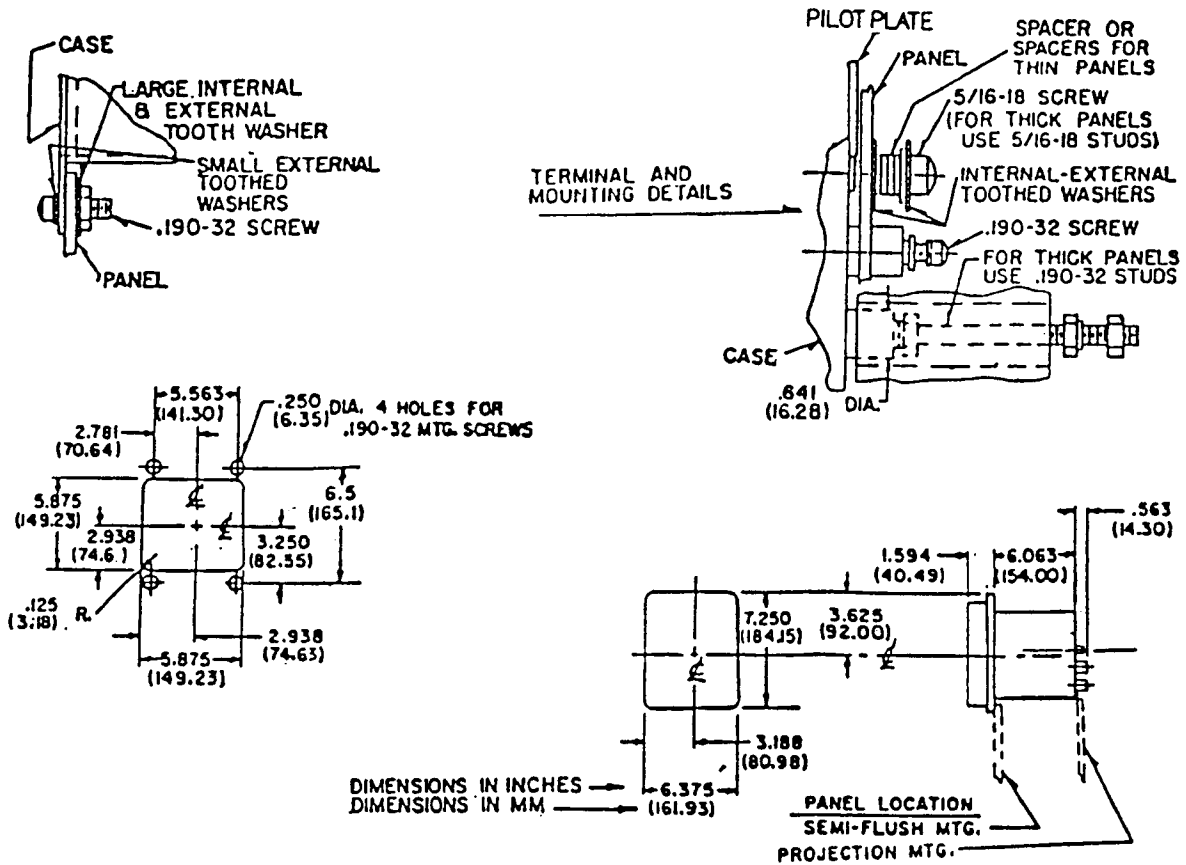 CASE
LARGE INTERNAL
& EXTERNAL
TOOTH WASHER
SMALL EXTERNAL
TOOTHED
WASHERS
.190-32 SCREW
PANEL
PILOT PLATE
PANEL
SPACER OR
SPACERS FOR
THIN PANELS
5/16-18 SCREW
(FOR THICK PANELS
USE 5/16-18 STUDS)
TERMINAL AND
MOUNTING DETAILS
INTERNAL-EXTERNAL
TOOTHED WASHERS
.190-32 SCREW
FOR THICK PANELS
USE .190-32 STUDS
CASE
.641
(16.28) DIA.
5.563
(141.30)
.250
(6.35) DIA. 4 HOLES FOR
.190-32 MTG. SCREWS
2.781
(70.64)
5.875
(149.23)
2.938
(74.6 )
6.5
(165.1)
3.250
(82.55)
.125
(3.18) R.
2.938
(74.63)
5.875
(149.23)
.563
(14.30)
1.594
(40.49)
6.063
(154.00)
7.250
(184.15)
3.625
(92.00)
3.188
(80.98)
6.375
(161.93)
DIMENSIONS IN INCHES
DIMENSIONS IN MM
PANEL LOCATION
SEMI-FLUSH MTG.
PROJECTION MTG.